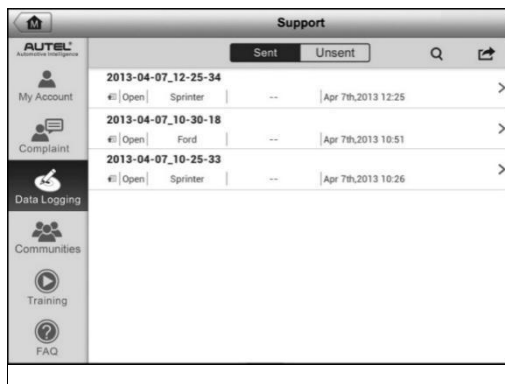 M
Support
AUTEL
Automotive Intelligence
Sent
Unsent
My Account
Complaint
Data Logging
Communities
Training
FAQ
2013-04-07_12-25-34
Open Sprinter -- Apr 7th,2013 12:25
2013-04-07_10-30-18
Open Ford -- Apr 7th,2013 10:51
2013-04-07_10-25-33
Open Sprinter -- Apr 7th,2013 10:26